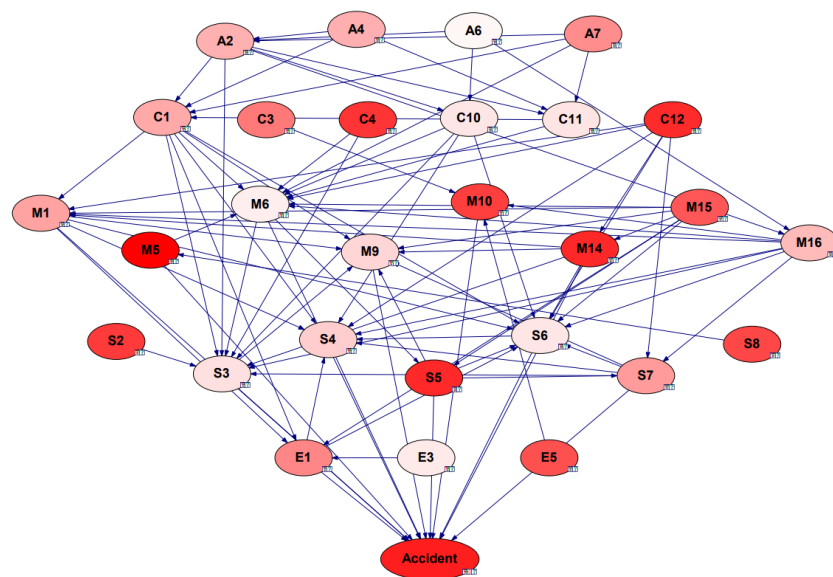 A2 A4 A6 A7
C1 C3 C4 C10 C11 C12
M1 M6 M10 M15
M5 M9 M14 M16
S2 S4 S6 S8
S3 S5 S7
E1 E3 E5
Accident